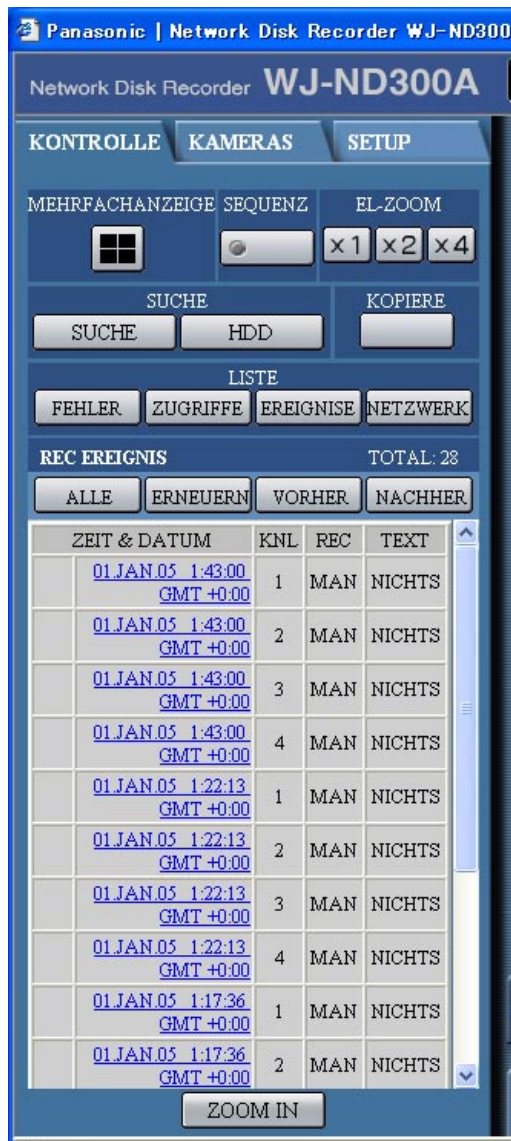 Panasonic | Network Disk Recorder WJ-ND300
Network Disk Recorder WJ-ND300A
KONTROLLE KAMERAS SETUP
MEHRFACHANZEIGE SEQUENZ EL-ZOOM
x1 x2 x4
SUCHE KOPIERE
SUCHE HDD
LISTE
FEHLER ZUGRIFFE EREIGNISE NETZWERK
REC EREIGNIS TOTAL: 28
ALLE ERNEUERN VORHER NACHHER
ZEIT & DATUM KNL REC TEXT
01.JAN.05 1:43:00
GMT +0:00 1 MAN NICHTS
01.JAN.05 1:43:00
GMT +0:00 2 MAN NICHTS
01.JAN.05 1:43:00
GMT +0:00 3 MAN NICHTS
01.JAN.05 1:43:00
GMT +0:00 4 MAN NICHTS
01.JAN.05 1:22:13
GMT +0:00 1 MAN NICHTS
01.JAN.05 1:22:13
GMT +0:00 2 MAN NICHTS
01.JAN.05 1:22:13
GMT +0:00 3 MAN NICHTS
01.JAN.05 1:22:13
GMT +0:00 4 MAN NICHTS
01.JAN.05 1:17:36
GMT +0:00 1 MAN NICHTS
01.JAN.05 1:17:36
GMT +0:00 2 MAN NICHTS
ZOOM IN